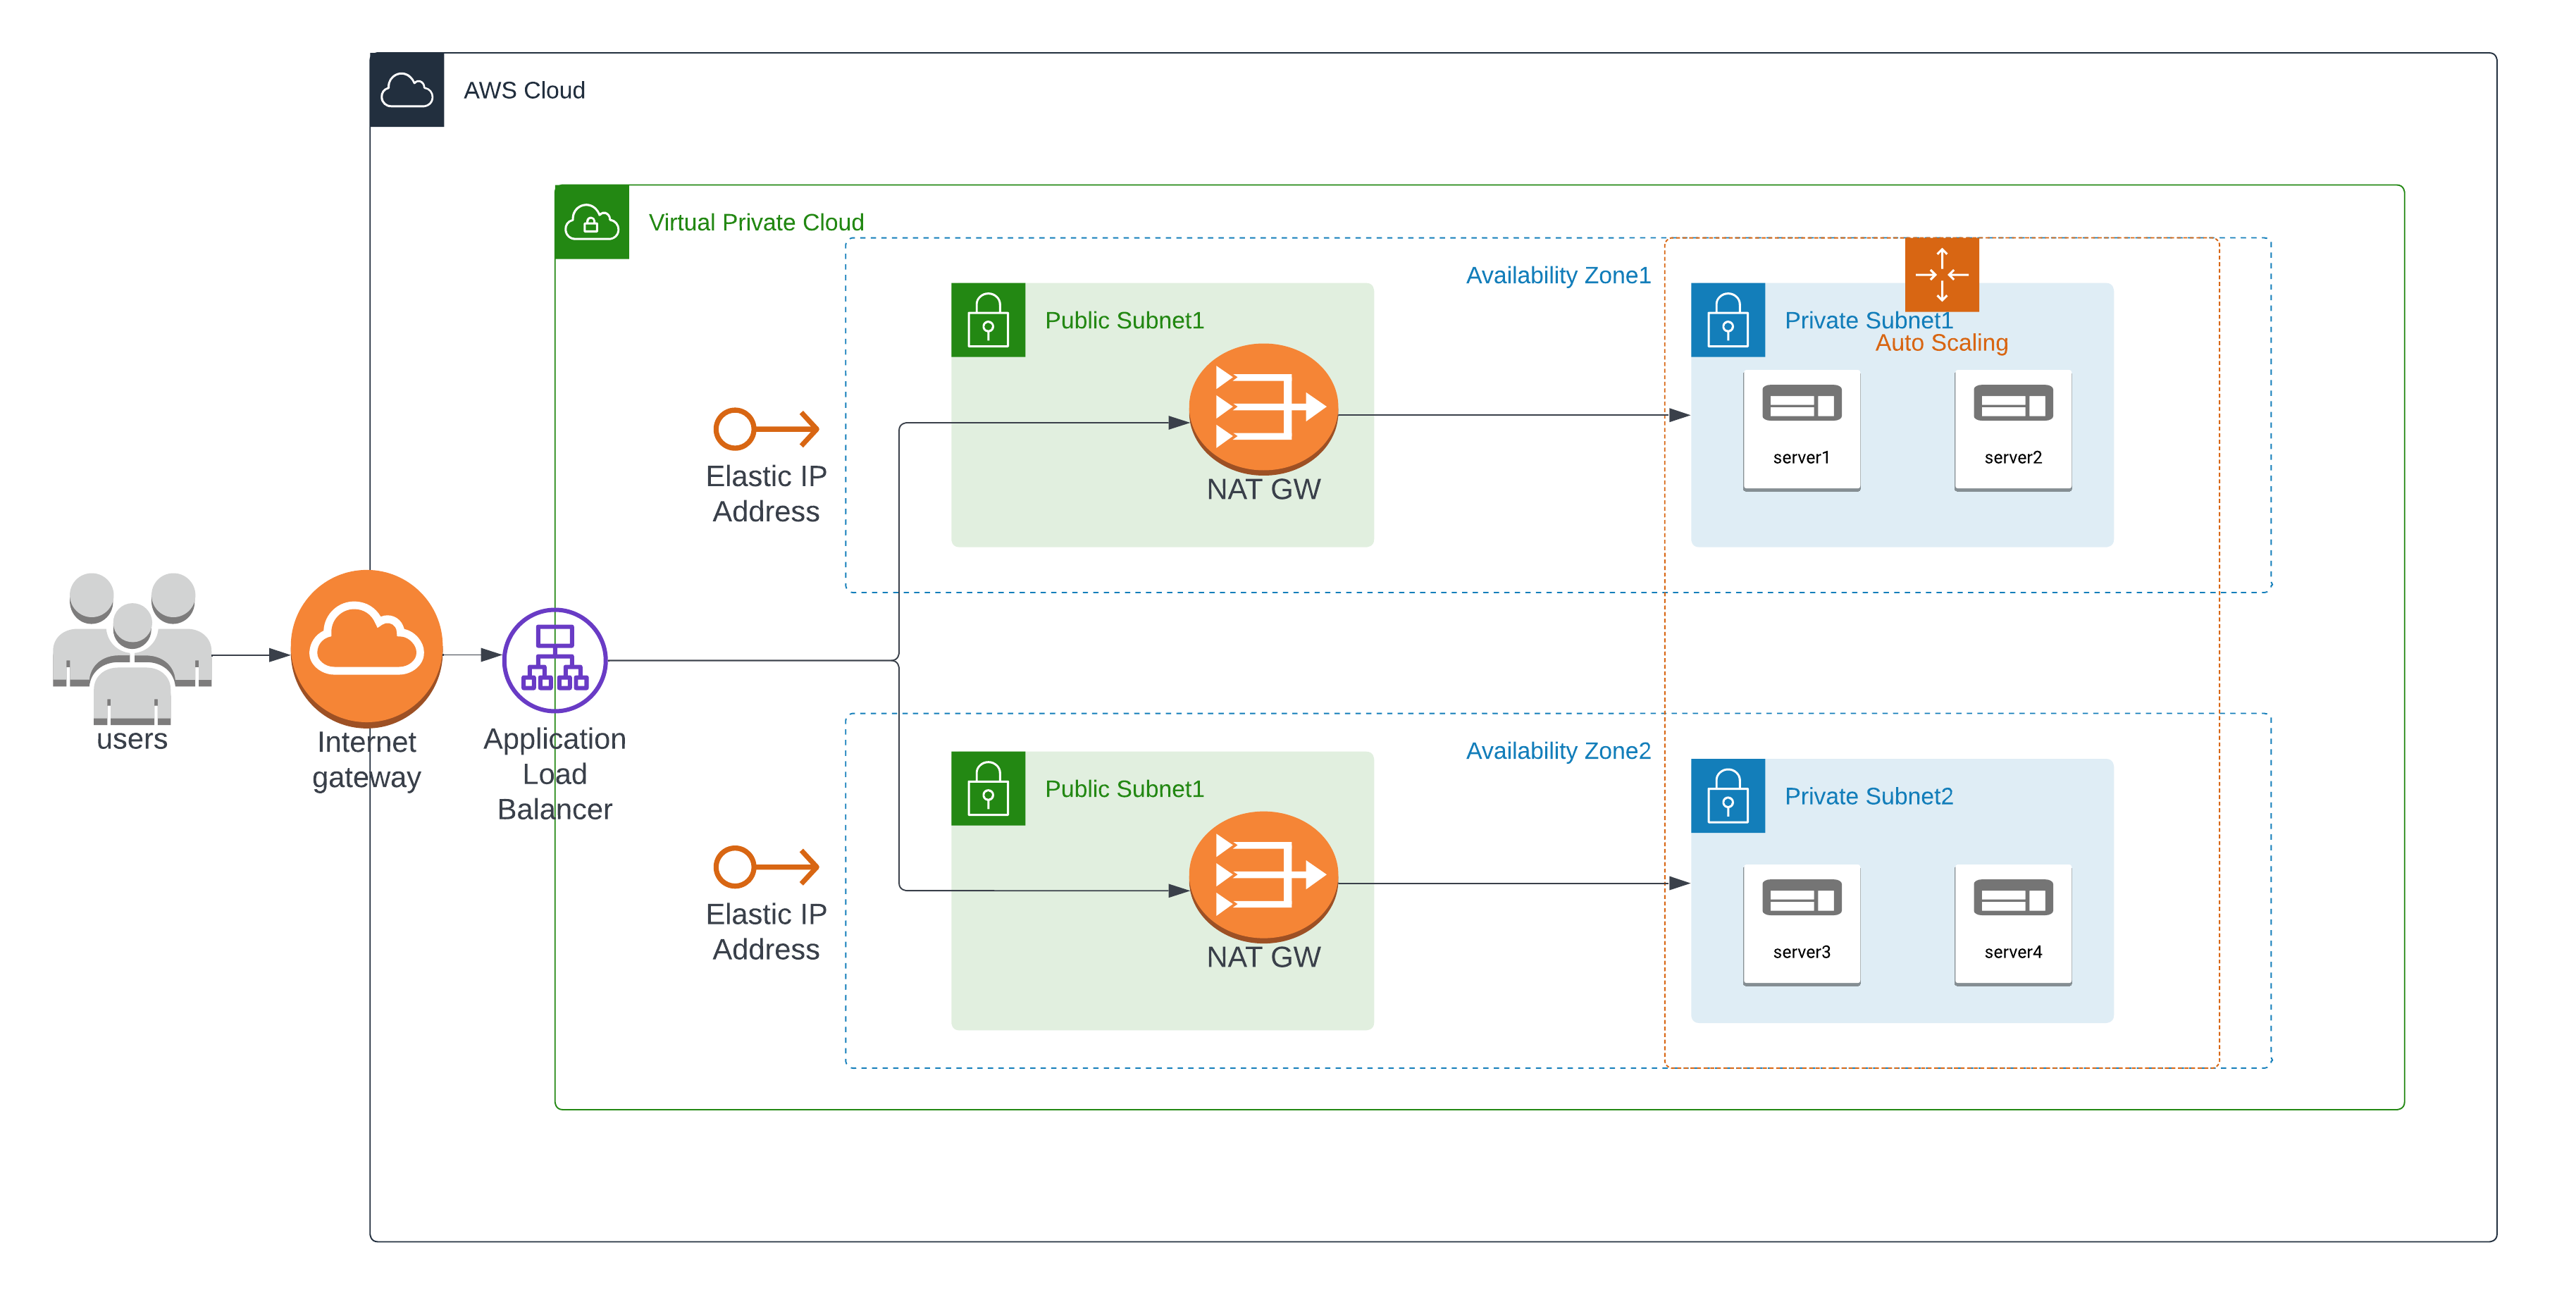 AWS Cloud
Virtual Private Cloud
Availability Zone1
Public Subnet1
Private Subnet1
Auto Scaling
Elastic IP
Address
NAT GW
server1
server2
users
Internet
gateway
Application
Load
Balancer
Availability Zone2
Public Subnet1
Private Subnet2
Elastic IP
Address
NAT GW
server3
server4